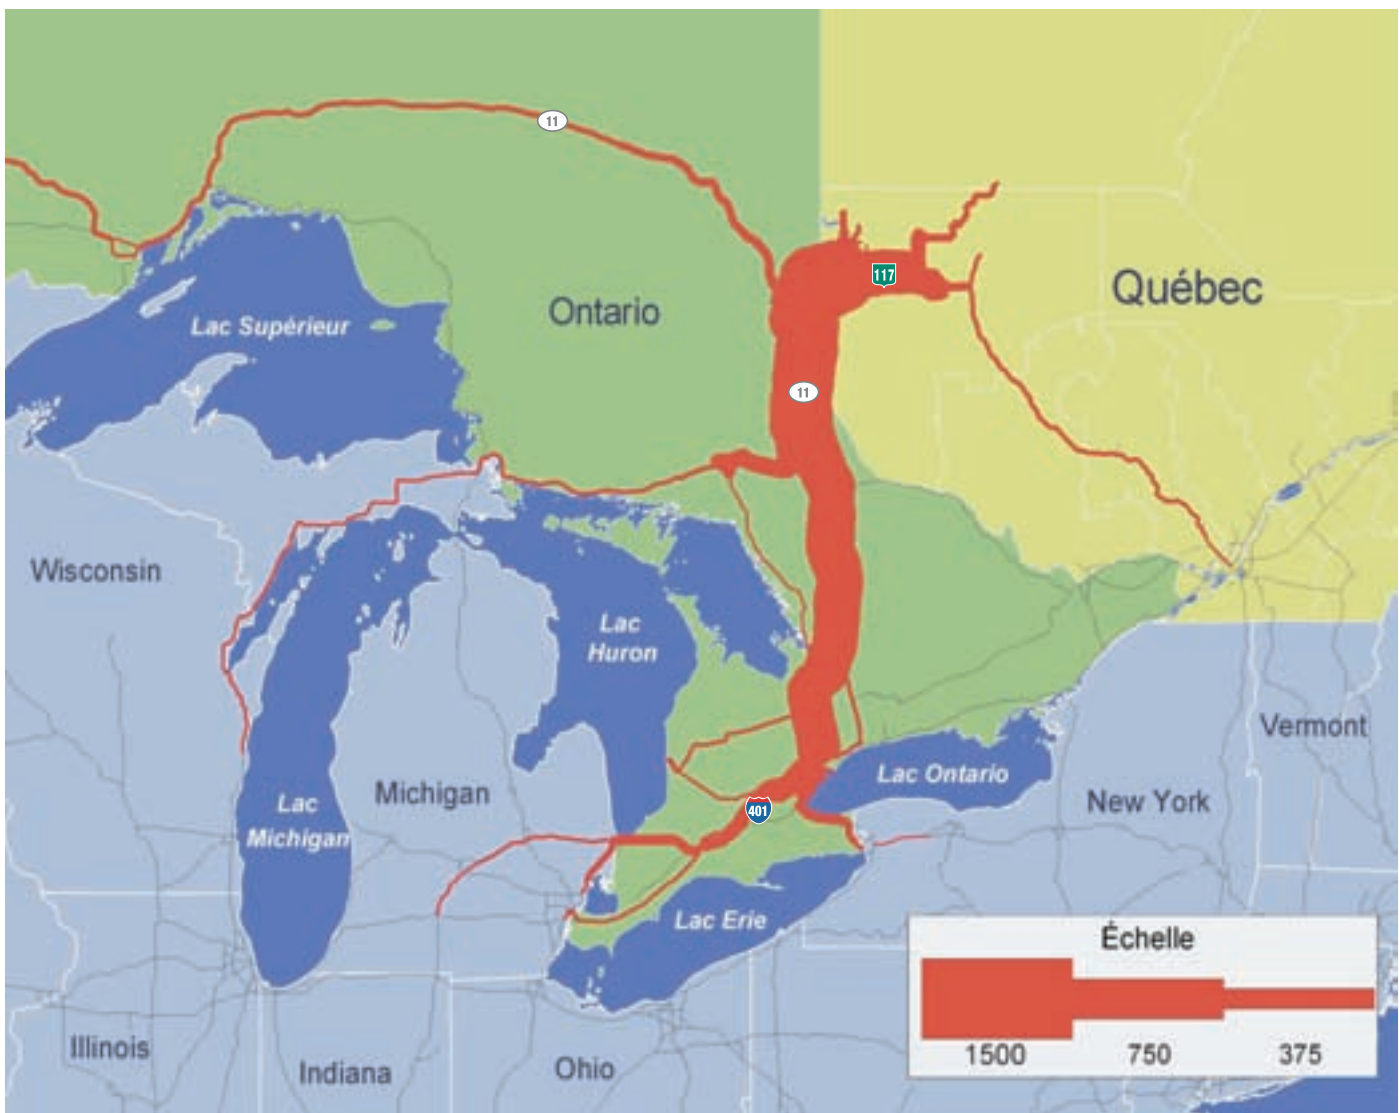 11
117
Québec
Ontario
Lac Supérieur
11
Wisconsin
Lac
Huron
Vermont
Lac Ontario
Michigan
New York
Lac
Michigan
401
Lac Erie
Échelle
1500 750 375
Illinois
Indiana
Ohio